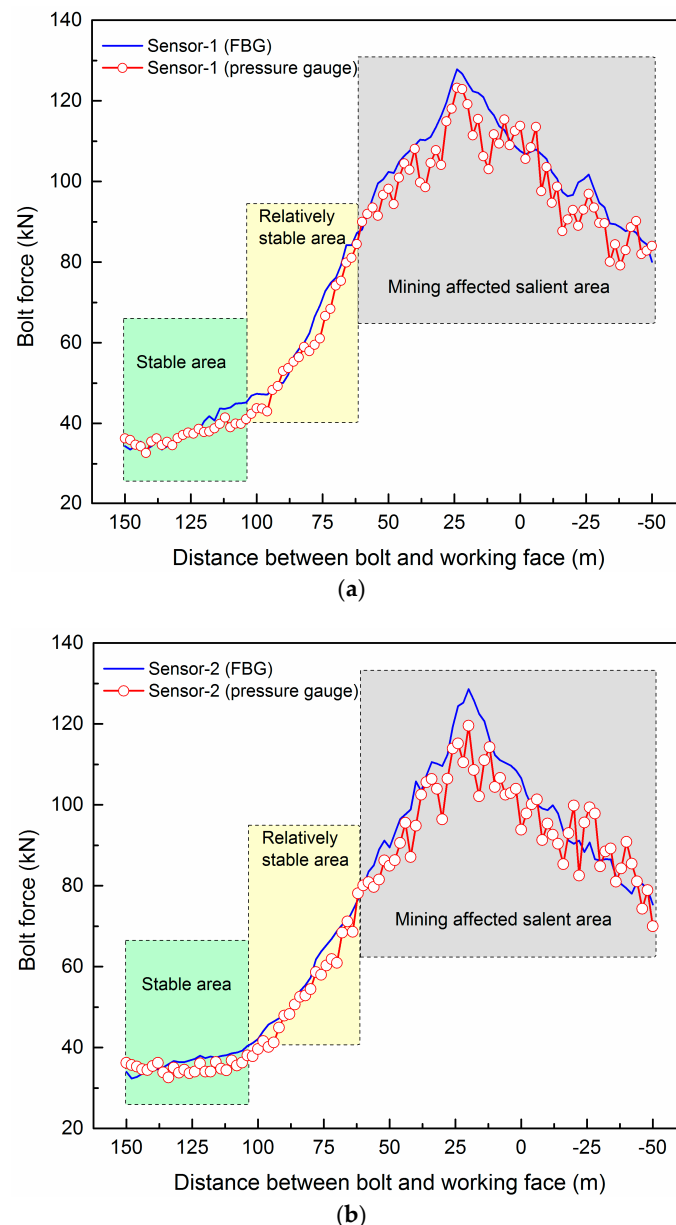 140
120
100
80
60
40
20
Bolt force (kN)
Sensor-1 (FBG)
Sensor-1 (pressure gauge)
Relatively
stable area
Stable area
Mining affected salient area
150 125 100 75 50 25 0 -25 -50
Distance between bolt and working face (m)
(a)
140
120
100
80
60
40
20
Bolt force (kN)
Sensor-2 (FBG)
Sensor-2 (pressure gauge)
Relatively
stable area
Stable area
Mining affected salent area
150 125 100 75 50 25 0 -25 -50
Distance between bolt and working face (m)
(b)